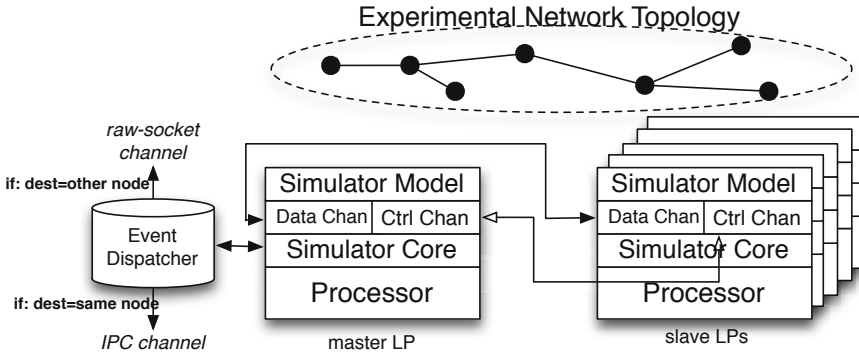 Experimental Network Topology
raw-socket
channel
if: dest=other node
Event
Dispatcher
if: dest=same node
IPC channel
Simulator Model
Data Chan
Ctrl Chan
Simulator Core
Processor
master LP
Simulator Model
Data Chan
Ctrl Chan
Simulator Core
Processor
slave LPs